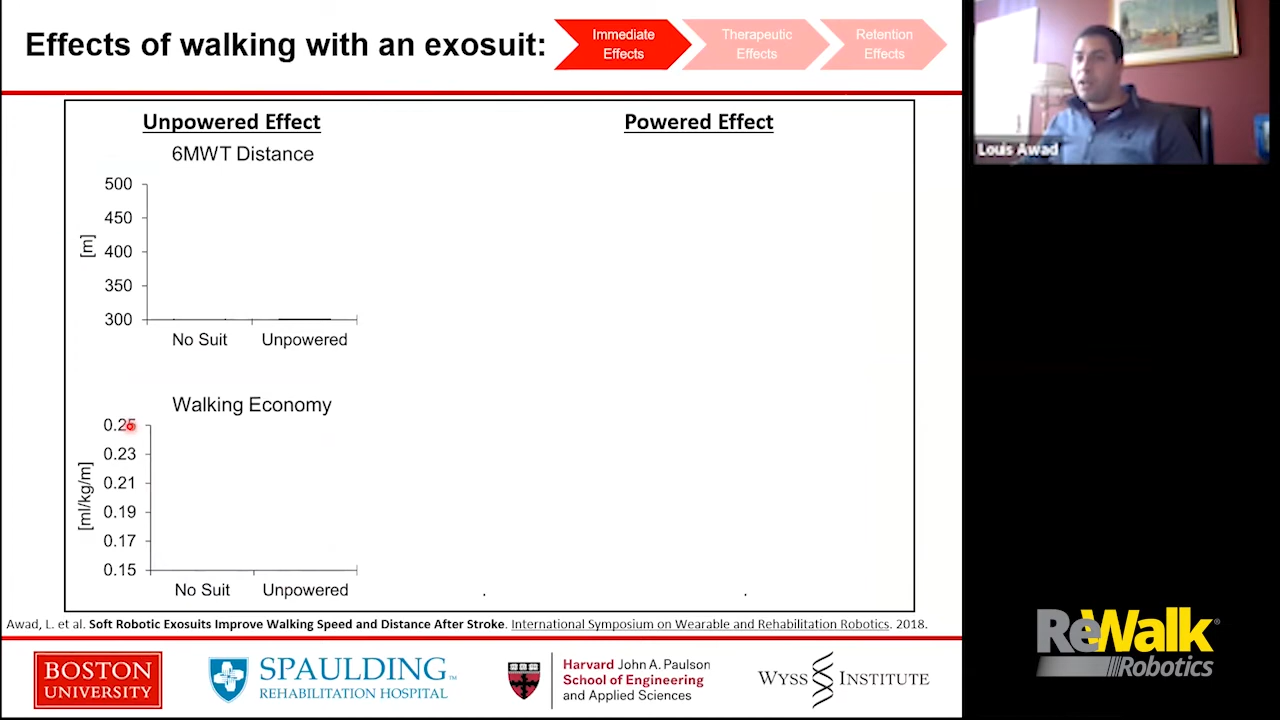 Effects of walking with an exosuit:
Immediate
Effects
Therapeutic
Effects
Retention
Effects
Louis Awad
Unpowered Effect
Powered Effect
6MWT Distance
500
450
400
350
300
[m]
No Suit
Unpowered
Walking Economy
0.25
0.23
0.21
0.19
0.17
0.15
[ml/kg/m]
No Suit
Unpowered
Awad, L. et al. Soft Robotic Exosuits Improve Walking Speed and Distance After Stroke. International Symposium on Wearable and Rehabilitation Robotics. 2018.
BOSTON
UNIVERSITY
SPAULDING™
REHABILITATION HOSPITAL
Harvard John A. Paulson
School of Engineering
and Applied Sciences
WYSS INSTITUTE
ReWalk®
Robotics